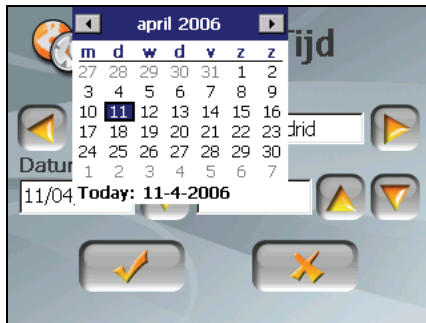 april 2006
ijd
m d w d v z z
27 28 29 30 31 1 2
3 4 5 6 7 8 9
10 11 12 13 14 15 16
17 18 19 20 21 22 23
drid
24 25 26 27 28 29 30
Datur
1 2 3 4 5 6 7
11/04
Today: 11-4-2006